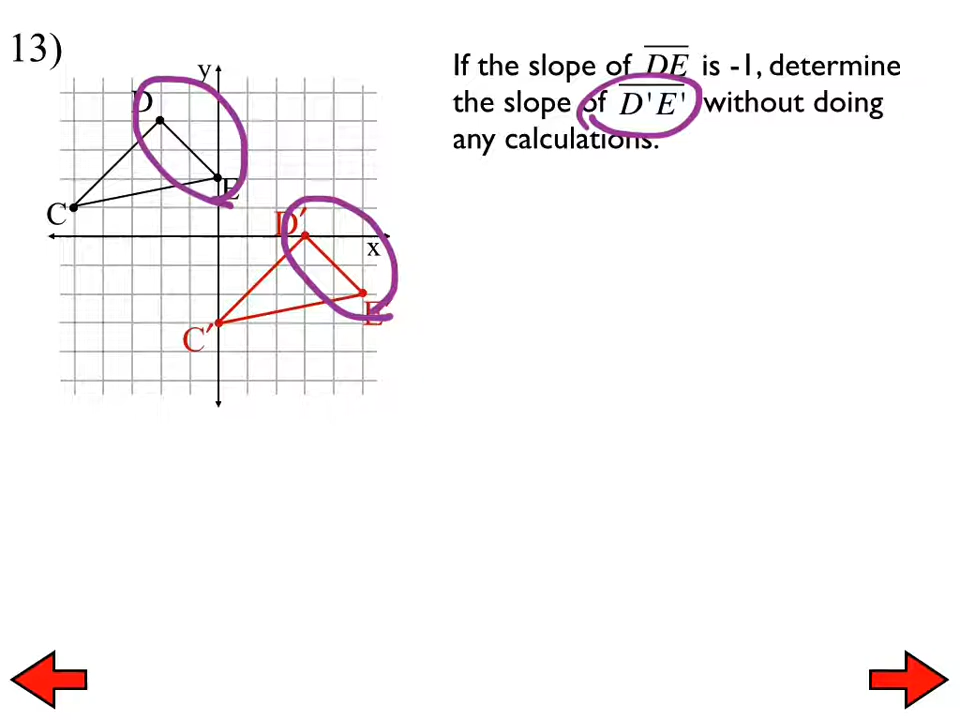 13)
If the slope of DE is -1, determine
the slope of D'E' without doing
any calculations.
y
D
E
C
D′
x
E
C′